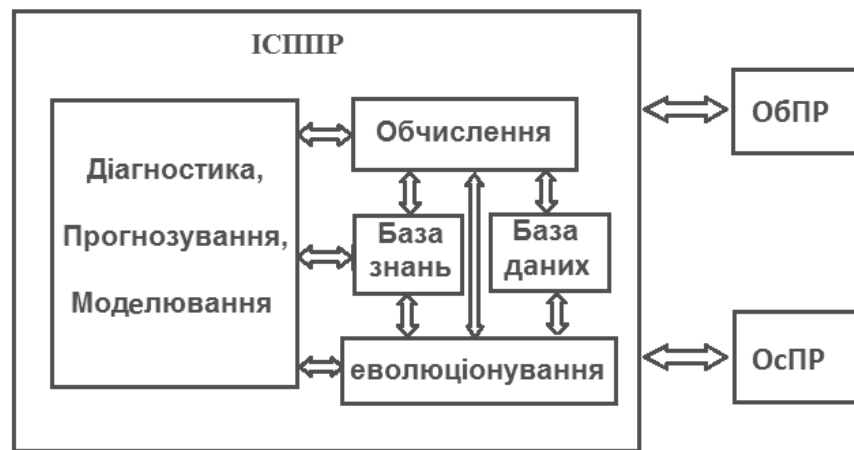 ІСППР
Діагностика,
Прогнозування,
Моделювання
Обчислення
База
знань
База
даних
еволюціонування
ОбПР
ОсПР